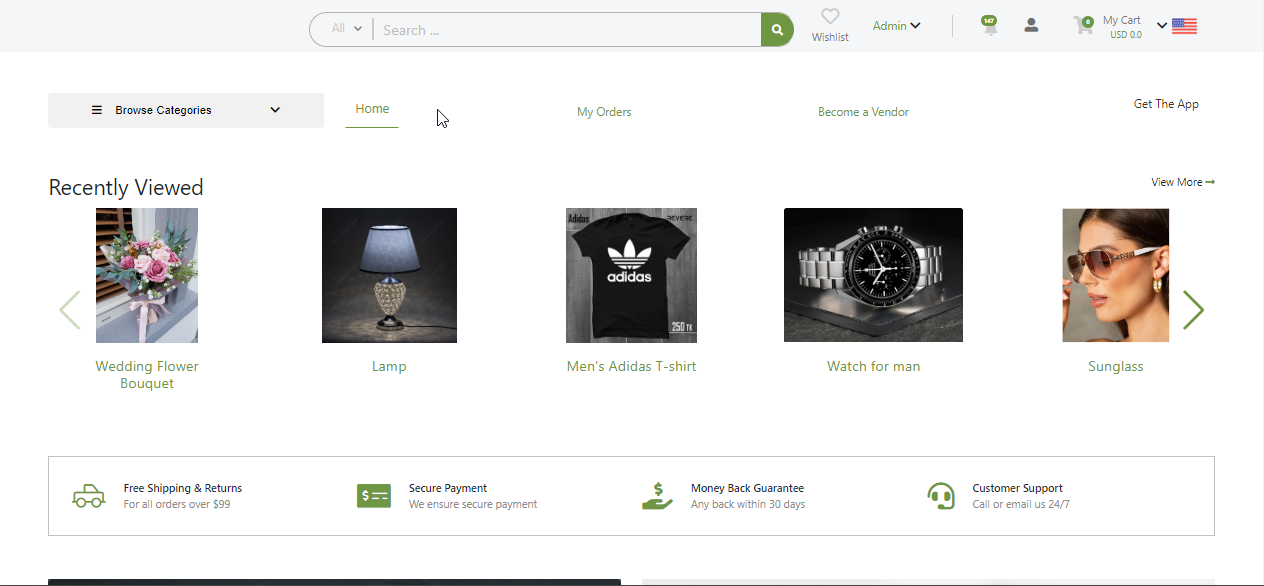 All
Search ...
Wishlist
Admin
147
0
My Cart
USD 0.0
Browse Categories
Home
My Orders
Become a Vendor
Get The App
Recently Viewed
View More
Adidas
REVERE
adidas
250 TK
Wedding Flower
Bouquet
Lamp
Men's Adidas T-shirt
Watch for man
Sunglass
Free Shipping & Returns
For all orders over $99
Secure Payment
We ensure secure payment
Money Back Guarantee
Any back within 30 days
Customer Support
Call or email us 24/7